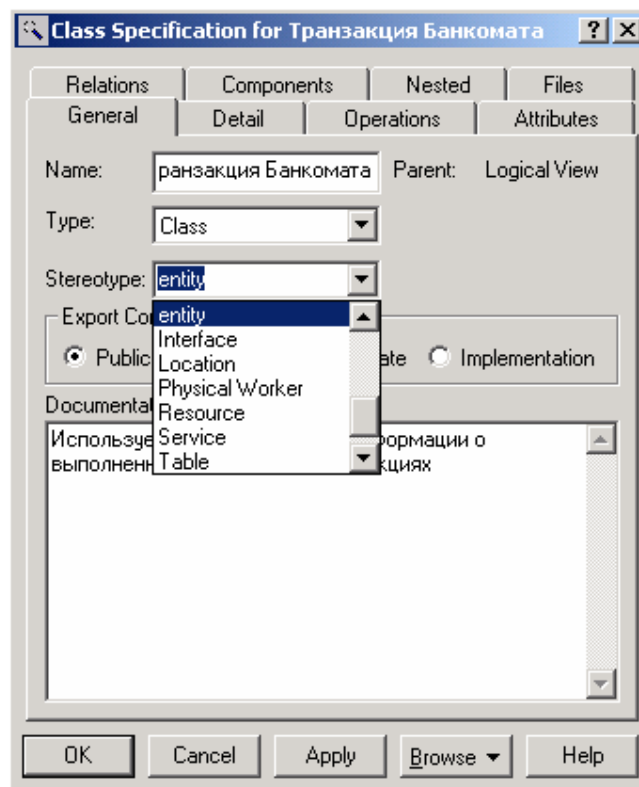 Class Specification for Транзакция Банкомата
Relations Components Nested Files
General Detail Operations Attributes
Name: ранзакция Банкомата Parent: Logical View
Type: Class
Stereotype: entity
entity
Interface
Location
Physical Worker
Resource
Service
Table
Export Co
Public ate Implementation
Documentat
Используе ормации о
выполненн кциях
OK Cancel Apply Browse Help